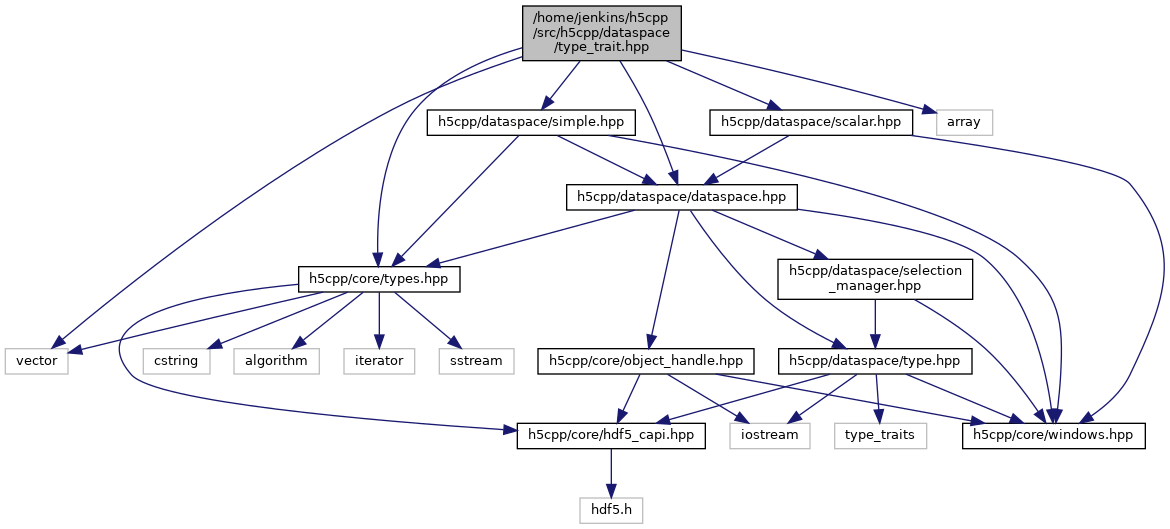 /home/jenkins/h5cpp
/src/h5cpp/dataspace
/type_trait.hpp
h5cpp/dataspace/simple.hpp
h5cpp/dataspace/scalar.hpp
array
h5cpp/dataspace/dataspace.hpp
h5cpp/core/types.hpp
h5cpp/dataspace/selection
_manager.hpp
vector
cstring
algorithm
iterator
sstream
h5cpp/core/object_handle.hpp
h5cpp/dataspace/type.hpp
h5cpp/core/hdf5_capi.hpp
iostream
type_traits
h5cpp/core/windows.hpp
hdf5.h